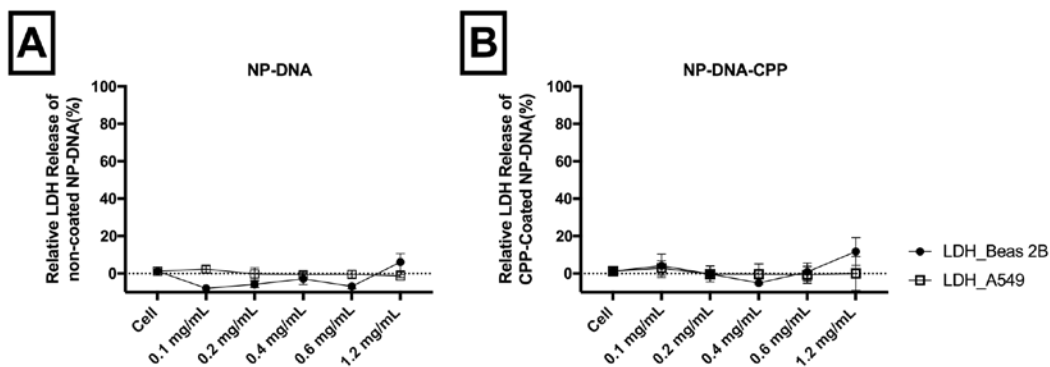 A
NP-DNA
Relative LDH Release of
non-coated NP-DNA(%)
100
80
60
40
20
0
Cell
0.1 mg/mL
0.2 mg/mL
0.4 mg/mL
0.6 mg/mL
1.2 mg/mL
B
NP-DNA-CPP
Relative LDH Release of
CPP-Coated NP-DNA(%)
100
80
60
40
20
0
Cell
0.1 mg/mL
0.2 mg/mL
0.4 mg/mL
0.6 mg/mL
1.2 mg/mL
LDH_Beas 2B
LDH_A549